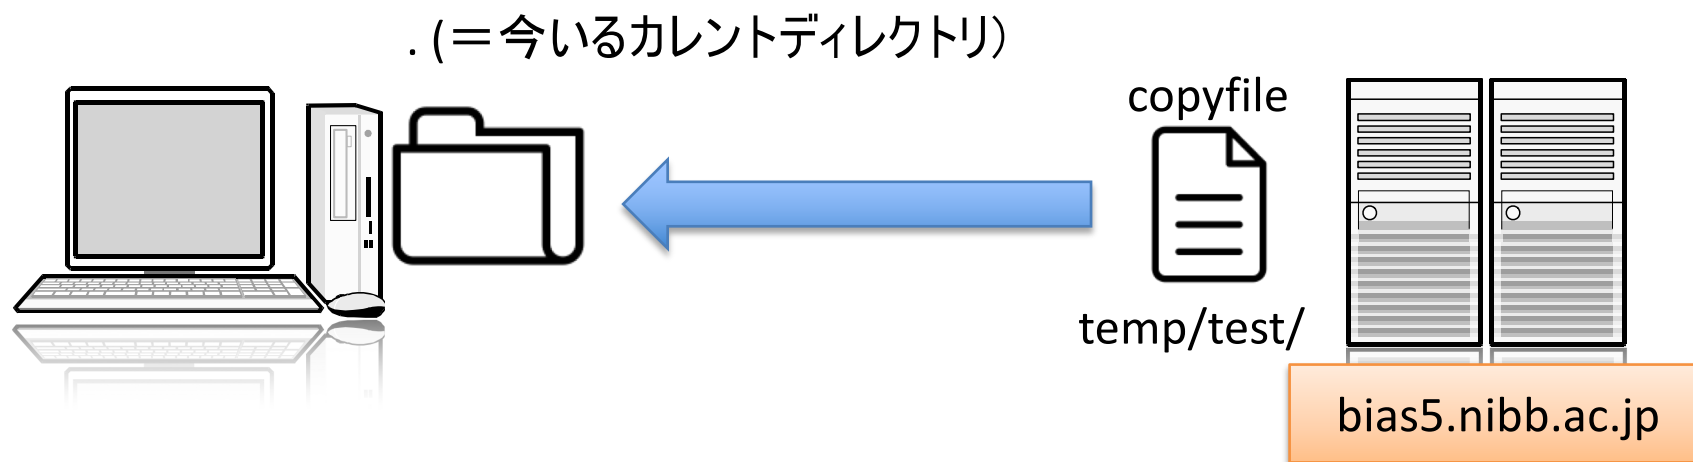 . (＝今いるカレントディレクトリ)
copyfile
temp/test/
bias5.nibb.ac.jp